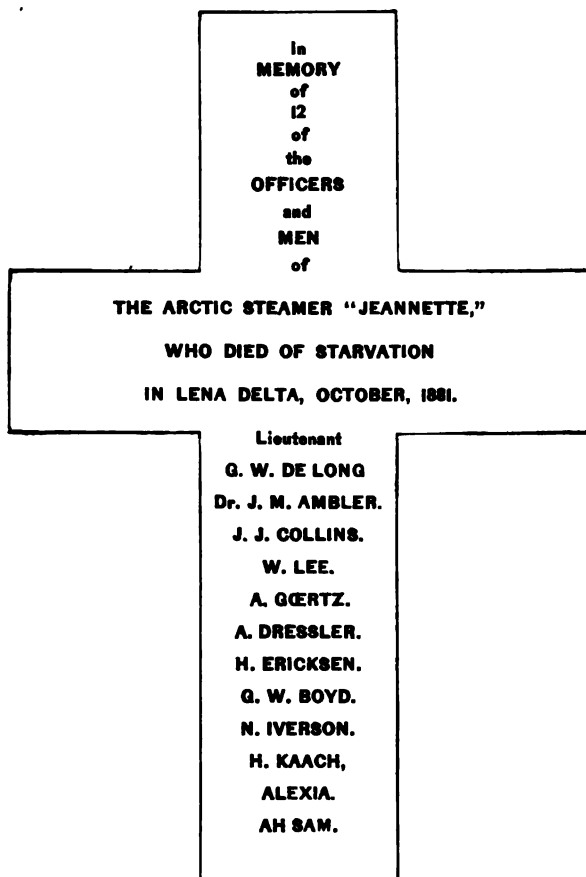 In
MEMORY
of
12
of
the
OFFICERS
and
MEN
of
THE ARCTIC STEAMER “JEANNETTE,”
WHO DIED OF STARVATION
IN LENA DELTA, OCTOBER, 1881.
Lieutenant
G. W. DE LONG
Dr. J. M. AMBLER.
J. J. COLLINS.
W. LEE.
A. GŒRTZ.
A. DRESSLER.
H. ERICKSEN.
G. W. BOYD.
N. IVERSON.
H. KAACH,
ALEXIA.
AH SAM.